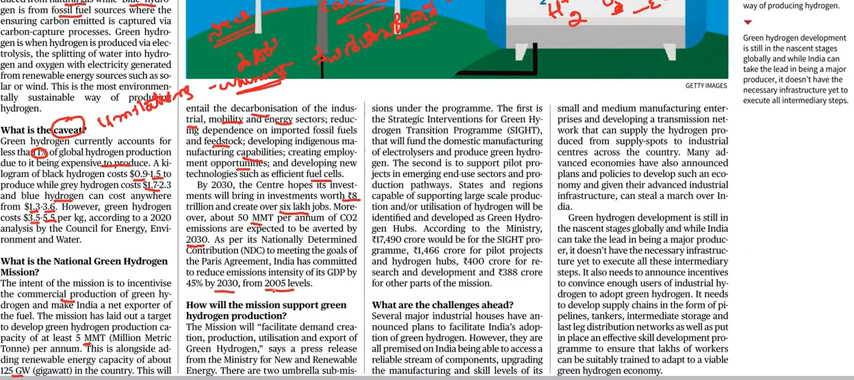 duced from natural gas while 'blue hydro-
gen is from fossil fuel sources where the
ensuring carbon emitted is captured via
carbon-capture processes. Green hydro-
gen is when hydrogen is produced via elec-
trolysis, the splitting of water into hydro-
gen and oxygen with electricity generated
from renewable energy sources such as so-
lar or wind. This is the most environmen-
tally sustainable way of producing
hydrogen.
What is the caveat?
Green hydrogen currently accounts for
less than 1% of global hydrogen production
due to it being expensive to produce. A ki-
logram of black hydrogen costs $0.9-1.5 to
produce while grey hydrogen costs $1.7-2.3
and blue hydrogen can cost anywhere
from $1.3-3.6. However, green hydrogen
costs $3.5-5.5 per kg, according to a 2020
analysis by the Council for Energy, Envi-
ronment and Water.
What is the National Green Hydrogen
Mission?
The intent of the mission is to incentivise
the commercial production of green hy-
drogen and make India a net exporter of
the fuel. The mission has laid out a target
to develop green hydrogen production ca-
pacity of at least 5 MMT (Million Metric
Tonne) per annum. This is alongside ad-
ding renewable energy capacity of about
125 GW (gigawatt) in the country. This will
limitations
H
2
GETTY IMAGES
entail the decarbonisation of the indus-
trial, mobility and energy sectors; reduc-
ing dependence on imported fossil fuels
and feedstock; developing indigenous ma-
nufacturing capabilities; creating employ-
ment opportunities; and developing new
technologies such as efficient fuel cells.
By 2030, the Centre hopes its invest-
ments will bring in investments worth ₹8
trillion and create over six lakh jobs. More-
over, about 50 MMT per annum of CO2
emissions are expected to be averted by
2030. As per its Nationally Determined
Contribution (NDC) to meeting the goals of
the Paris Agreement, India has committed
to reduce emissions intensity of its GDP by
45% by 2030, from 2005 levels.
How will the mission support green
hydrogen production?
The Mission will "facilitate demand crea-
tion, production, utilisation and export of
Green Hydrogen," says a press release
from the Ministry for New and Renewable
Energy. There are two umbrella sub-mis-
sions under the programme. The first is
the Strategic Interventions for Green Hy-
drogen Transition Programme (SIGHT),
that will fund the domestic manufacturing
of electrolysers and produce green hydro-
gen. The second is to support pilot pro-
jects in emerging end-use sectors and pro-
duction pathways. States and regions
capable of supporting large scale produc-
tion and/or utilisation of hydrogen will be
identified and developed as Green Hydro-
gen Hubs. According to the Ministry,
₹17,490 crore would be for the SIGHT pro-
gramme, ₹1,466 crore for pilot projects
and hydrogen hubs, ₹400 crore for re-
search and development and ₹388 crore
for other parts of the mission.
What are the challenges ahead?
Several major industrial houses have an-
nounced plans to facilitate India's adop-
tion of green hydrogen. However, they are
all premised on India being able to access a
reliable stream of components, upgrading
the manufacturing and skill levels of its
small and medium manufacturing enter-
prises and developing a transmission net-
work that can supply the hydrogen pro-
duced from supply-spots to industrial
centres across the country. Many ad-
vanced economies have also announced
plans and policies to develop such an eco-
nomy and given their advanced industrial
infrastructure, can steal a march over In-
dia.
Green hydrogen development is still in
the nascent stages globally and while India
can take the lead in being a major produc-
er, it doesn't have the necessary infrastruc-
ture yet to execute all these intermediary
steps. It also needs to announce incentives
to convince enough users of industrial hy-
drogen to adopt green hydrogen. It needs
to develop supply chains in the form of pi-
pelines, tankers, intermediate storage and
last leg distribution networks as well as put
in place an effective skill development pro-
gramme to ensure that lakhs of workers
can be suitably trained to adapt to a viable
green hydrogen economy.
way of producing hydrogen.
Green hydrogen development
is still in the nascent stages
globally and while India can
take the lead in being a major
producer, it doesn't have the
necessary infrastructure yet to
execute all intermediary steps.